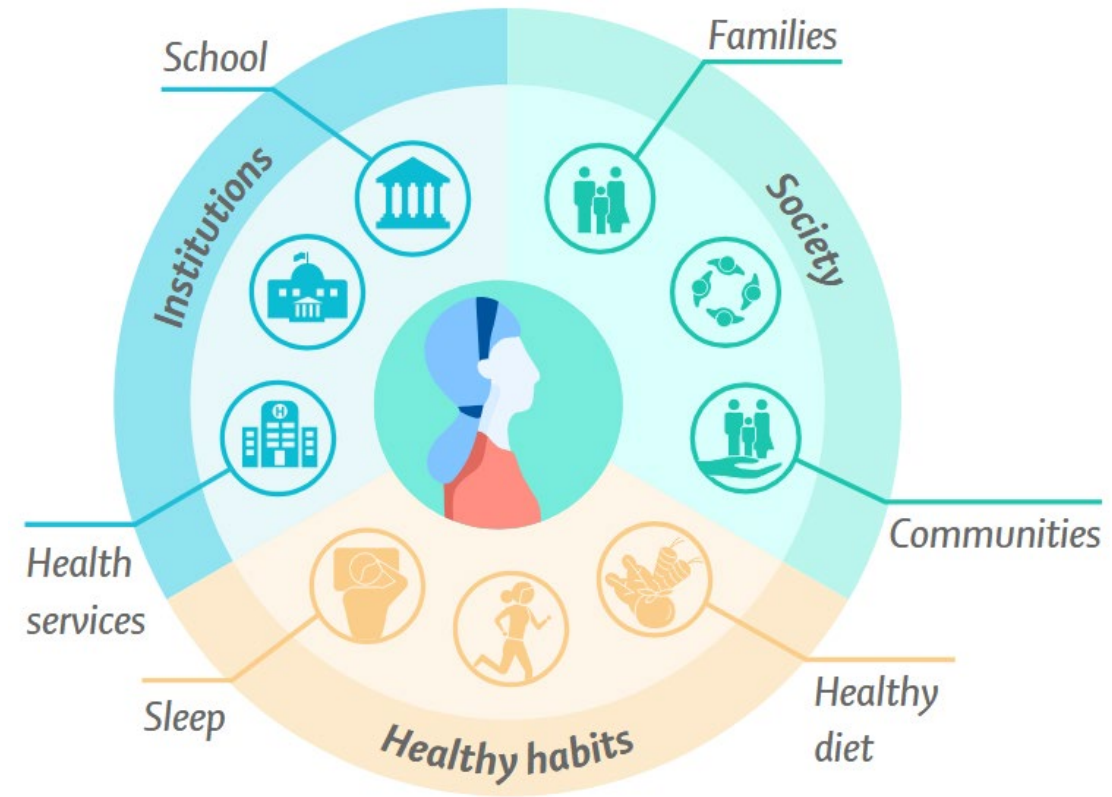 School
Families
Institutions
Society
Communities
Health
services
Sleep
Healthy
diet
Healthy habits
H